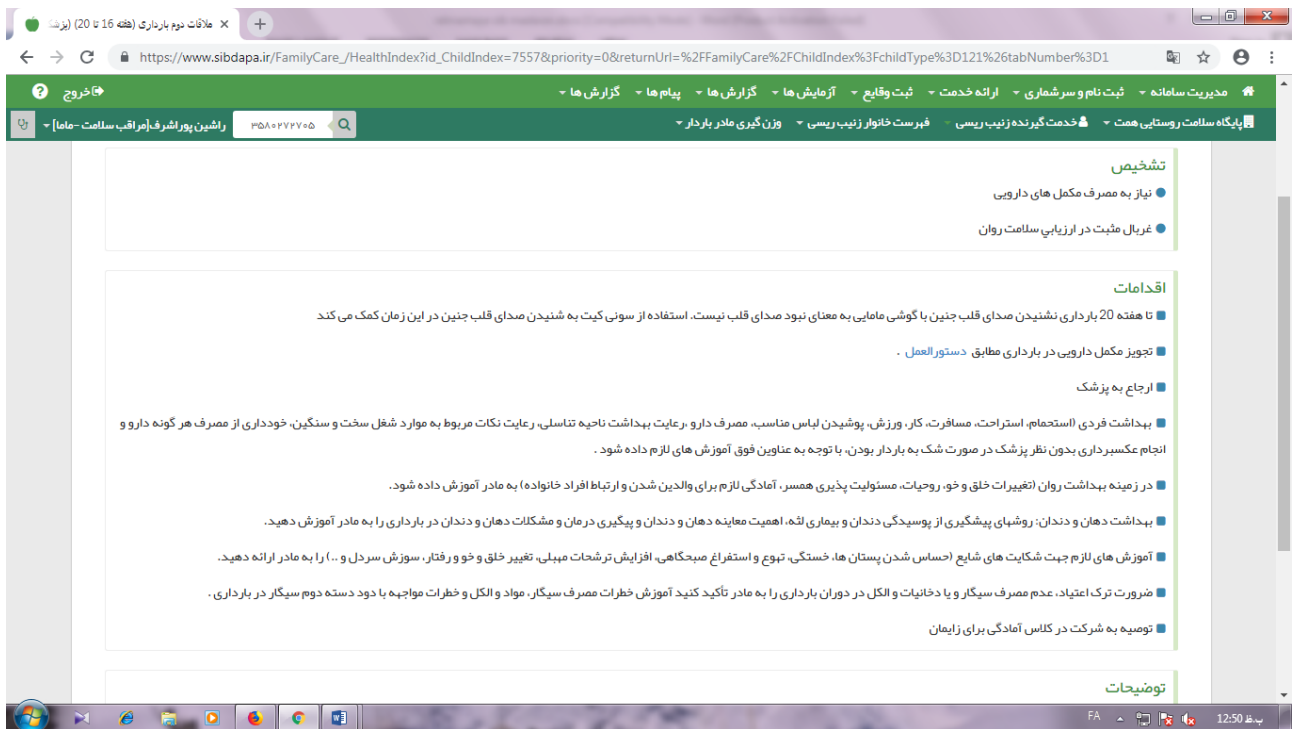 ملاقات دوم بارداری (هفته 16 تا 20) (پزشک
https://www.sibdapa.ir/FamilyCare_/HealthIndex?id_ChildIndex=7557&priority=0&returnUrl=%2FFamilyCare%2FChildIndex%3FchildType%3D121%26tabNumber%3D1
مدیریت سامانه ثبت نام و سرشماری ارائه خدمت ثبت وقایع آزمایش ها گزارش ها پیام ها گزارش ها خروج
پایگاه سلامت روستایی همت خدمت گیرنده زنیب ریسی فهرست خانوار زنیب ریسی وزن گیری مادر باردار ۳۵۸۰۲۷۲۷۰۵ راشین پوراشرف[مراقب سلامت -ماما]
تشخیص
نیاز به مصرف مکمل های دارویی
غربال مثبت در ارزیابي سلامت روان
اقدامات
تا هفته 20 بارداری نشنیدن صدای قلب جنین با گوشی مامایی به معنای نبود صدای قلب نیست. استفاده از سونی کیت به شنیدن صدای قلب جنین در این زمان کمک می کند
تجویز مکمل دارویی در بارداری مطابق دستورالعمل .
ارجاع به پزشک
بهداشت فردی (استحمام، استراحت، مسافرت، کار، ورزش، پوشیدن لباس مناسب، مصرف دارو ،رعایت بهداشت ناحیه تناسلی، رعایت نکات مربوط به موارد شغل سخت و سنگین، خودداری از مصرف هر گونه دارو و
انجام عکسبرداری بدون نظر پزشک در صورت شک به باردار بودن، با توجه به عناوین فوق آموزش های لازم داده شود .
در زمینه بهداشت روان (تغییرات خلق و خو، روحیات، مسئولیت پذیری همسر، آمادگی لازم برای والدین شدن و ارتباط افراد خانواده) به مادر آموزش داده شود.
بهداشت دهان و دندان: روشهای پیشگیری از پوسیدگی دندان و بیماری لثه، اهمیت معاینه دهان و دندان و پیگیری درمان و مشکلات دهان و دندان در بارداری را به مادر آموزش دهید.
آموزش های لازم جهت شکایت های شایع (حساس شدن پستان ها، خستگی، تهوع و استفراغ صبحگاهی، افزایش ترشحات مهبلی، تغییر خلق و خو و رفتار، سوزش سردل و ..) را به مادر ارائه دهید.
ضرورت ترک اعتیاد، عدم مصرف سیگار و یا دخانیات و الکل در دوران بارداری را به مادر تأکید کنید آموزش خطرات مصرف سیگار، مواد و الکل و خطرات مواجهه با دود دسته دوم سیگار در بارداری .
توصیه به شرکت در کلاس آمادگی برای زایمان
توضیحات
FA 12:50 ب.ظ